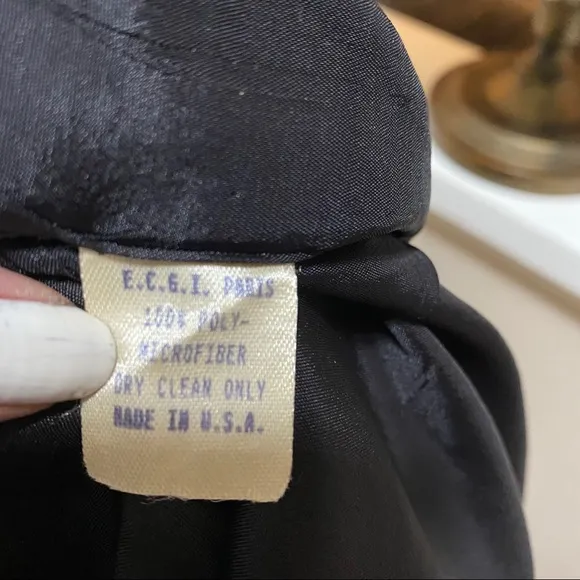 E.C.G.I. PARIS
100% POLY-
MICROFIBER
DRY CLEAN ONLY
MADE IN U.S.A.